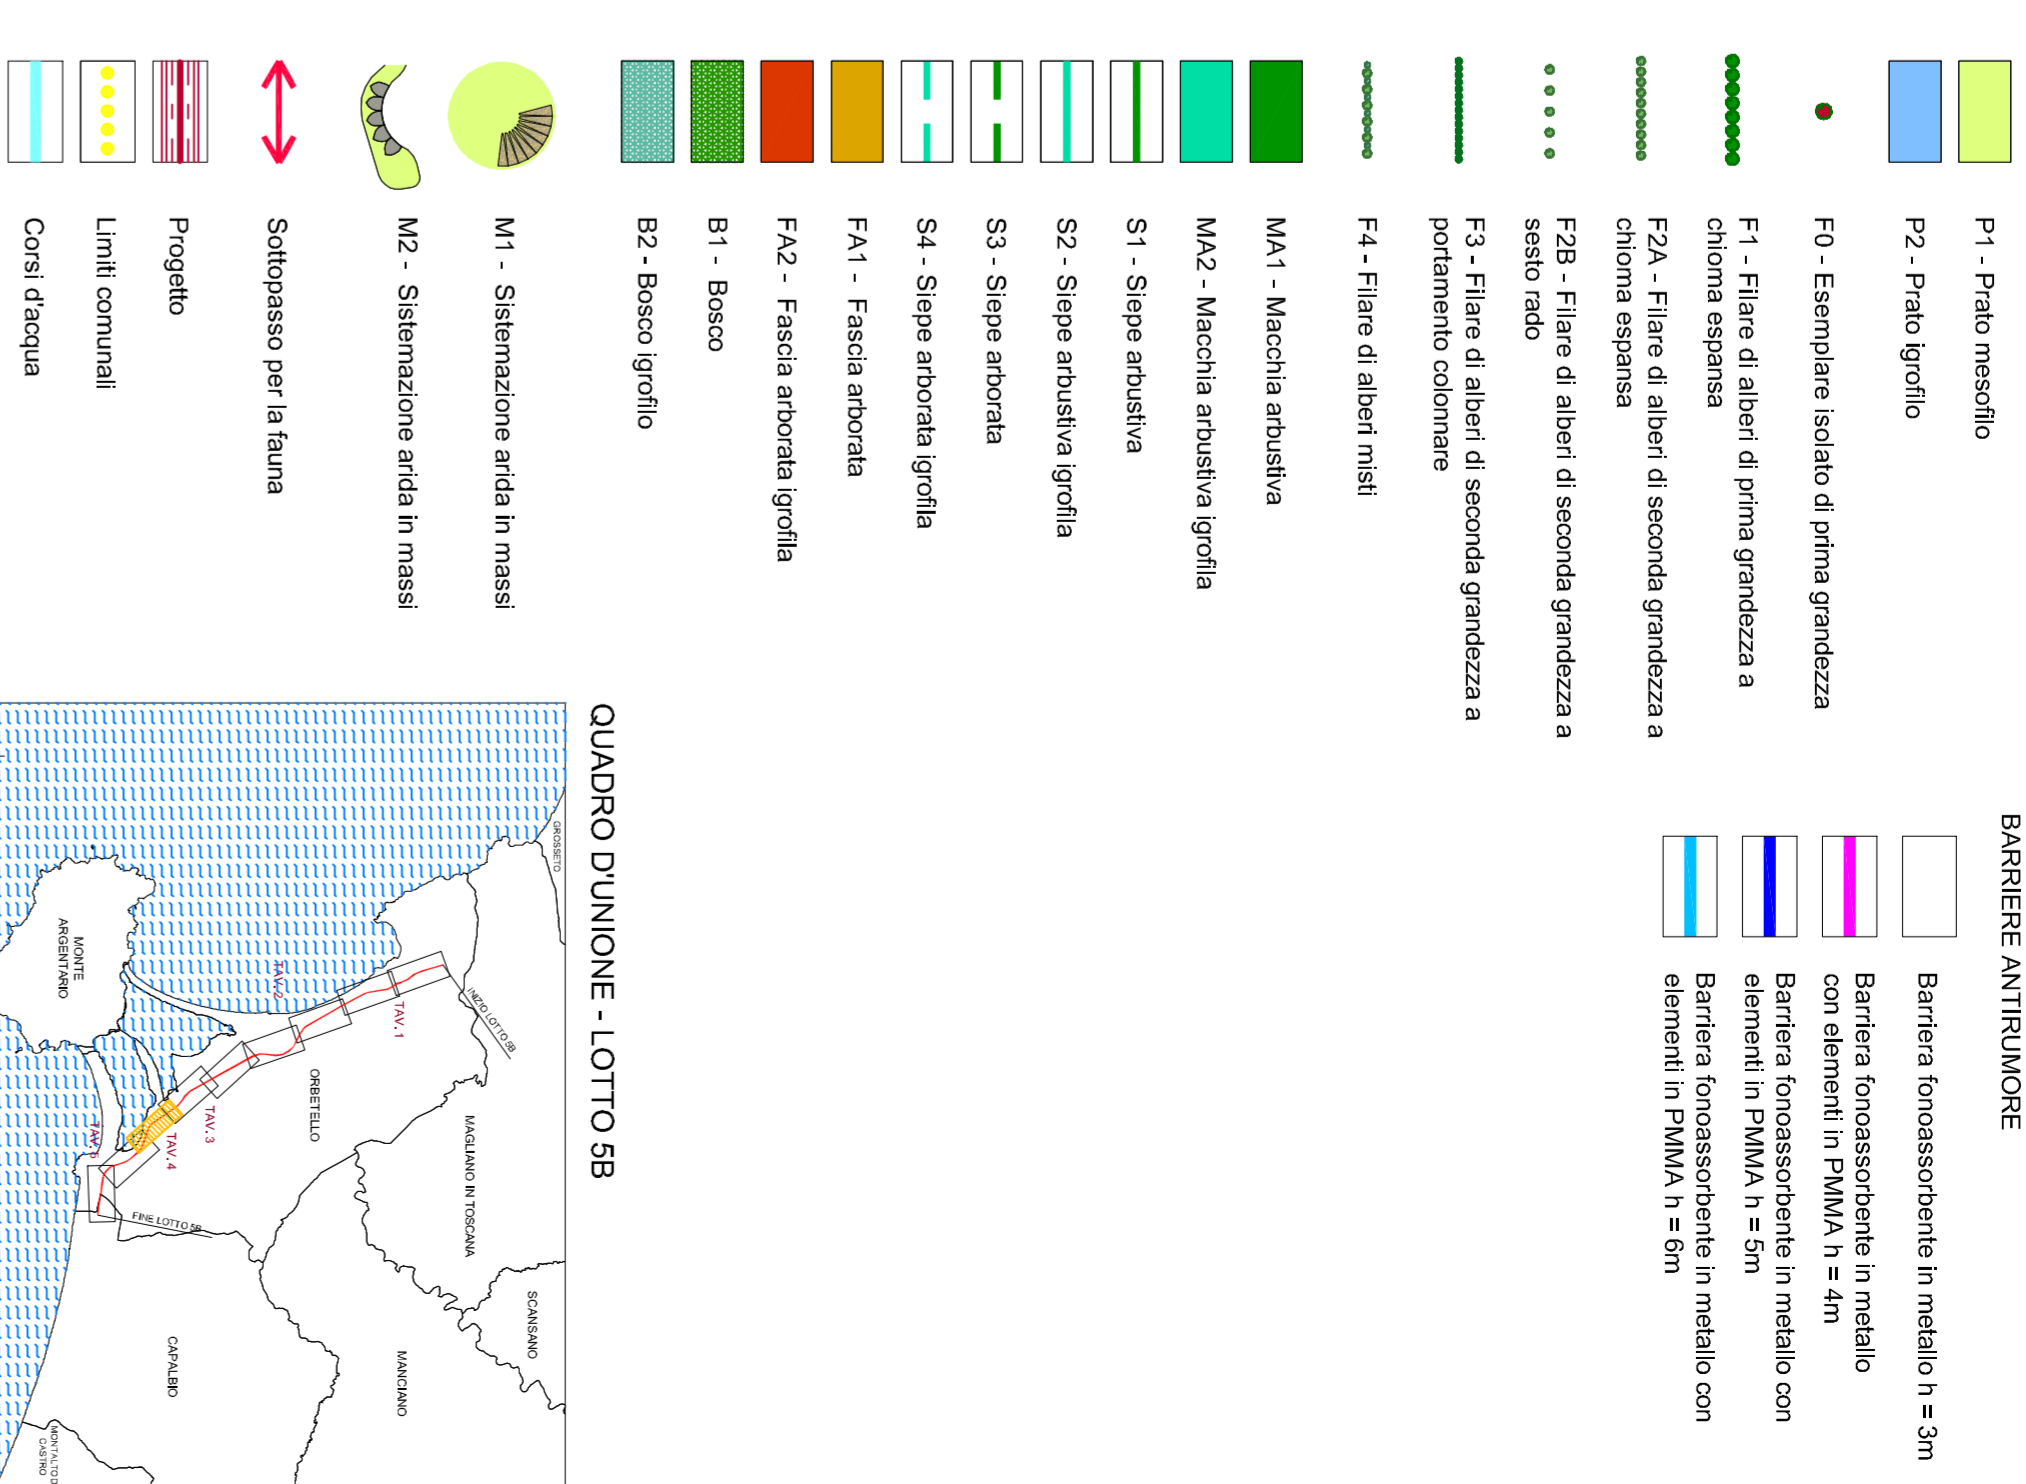 P1 - Prato mesofilo
P2 - Prato igrofilo
F0 - Esemplare isolato di prima grandezza
F1 - Filare di alberi di prima grandezza a
chioma espansa
F2A - Filare di alberi di seconda grandezza a
chioma espansa
F2B - Filare di alberi di seconda grandezza a
sesto rado
F3 - Filare di alberi di seconda grandezza a
portamento colonnare
F4 - Filare di alberi misti
MA1 - Macchia arbustiva
MA2 - Macchia arbustiva igrofila
S1 - Siepe arbustiva
S2 - Siepe arbustiva igrofila
S3 - Siepe arborata
S4 - Siepe arborata igrofila
FA1 - Fascia arborata
FA2 - Fascia arborata igrofila
B1 - Bosco
B2 - Bosco igrofilo
M1 - Sistemazione arida in massi
M2 - Sistemazione arida in massi
Sottopasso per la fauna
Progetto
Limiti comunali
Corsi d'acqua
BARRIERE ANTIRUMORE
Barriera fonoassorbente in metallo h = 3m
Barriera fonoassorbente in metallo
con elementi in PMMA h = 4m
Barriera fonoassorbente in metallo con
elementi in PMMA h = 5m
Barriera fonoassorbente in metallo con
elementi in PMMA h = 6m
QUADRO D'UNIONE - LOTTO 5B
GROSSETO
SCANSANO
INIZIO LOTTO 5B
MAGLIANO IN TOSCANA
TAV.1
MANCIANO
ORBETELLO
TAV.2
TAV.3
TAV.4
FINE LOTTO 5B
CAPALBIO
TAV.5
MONTE
ARGENTARIO
MONTALTO D
CASTRO